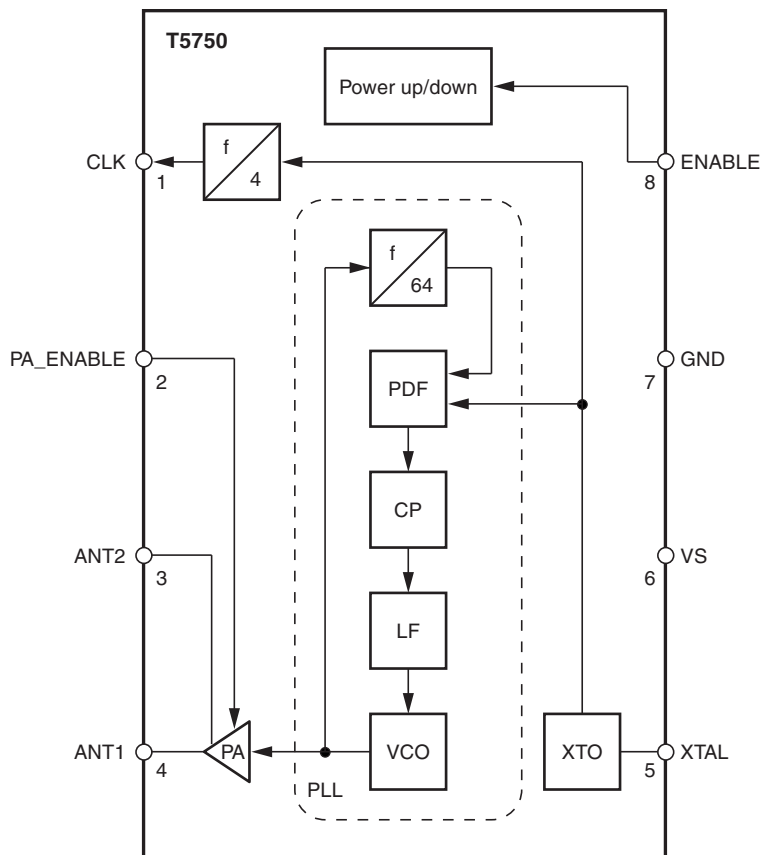 T5750
Power up/down
CLK
1
f
4
ENABLE
8
f
64
PA_ENABLE
2
PDF
GND
7
CP
ANT2
3
VS
6
LF
ANT1
4
PA
VCO
XTO
XTAL
5
PLL